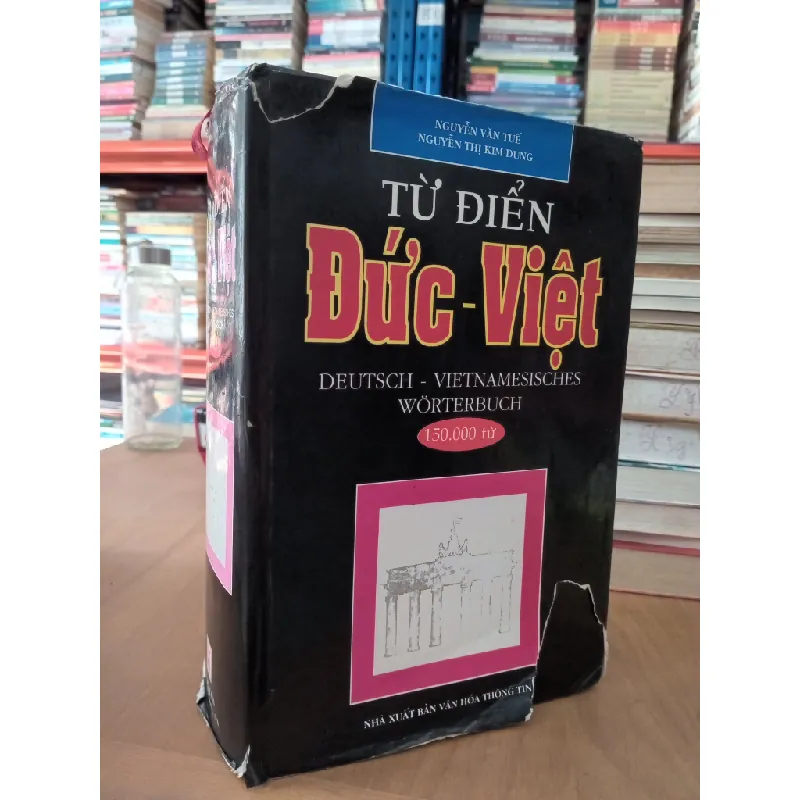 NGUYỄN VĂN TUẾ
NGUYỄN THỊ KIM DUNG
TỪ ĐIỂN
Đức - Việt
DEUTSCH - VIETNAMESISCHES
WÖRTERBUCH
150.000 từ
NHÀ XUẤT BẢN VĂN HÓA THÔNG TIN